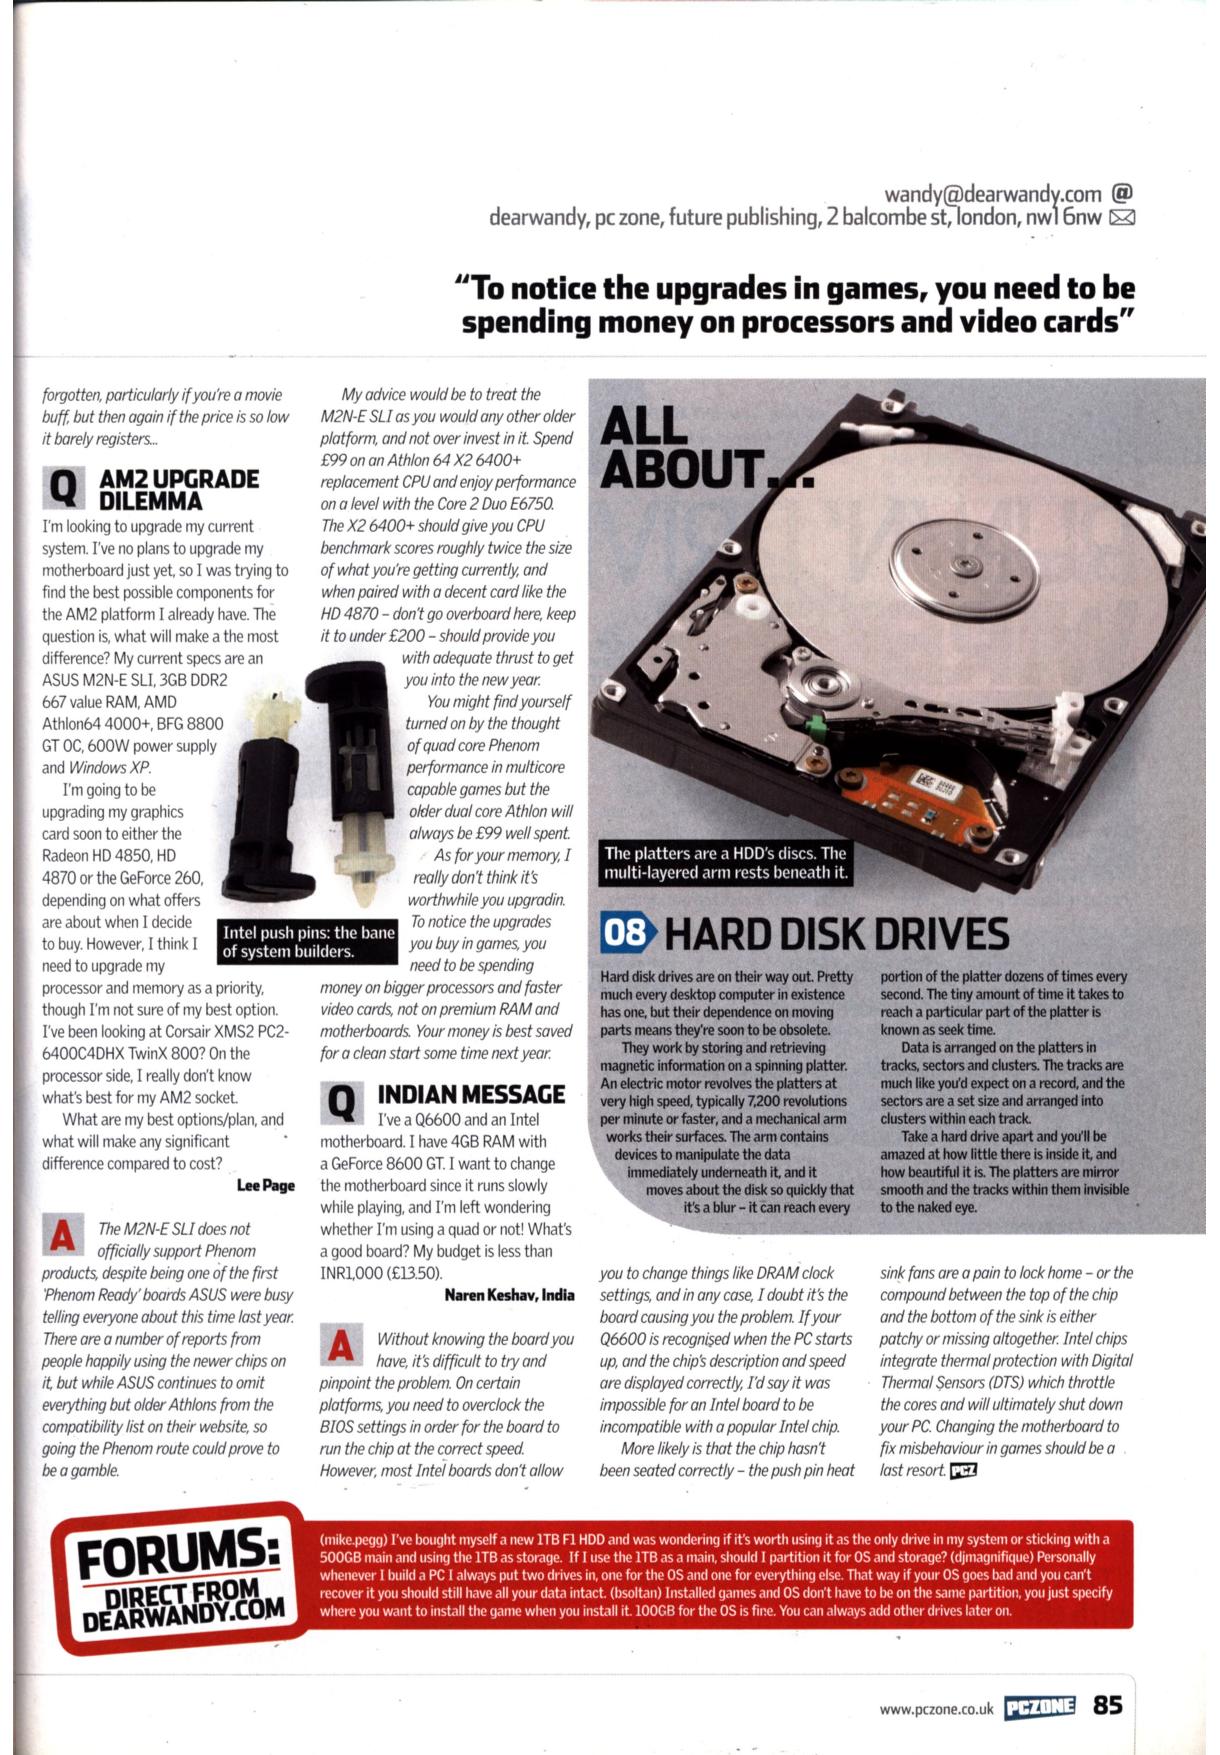 wandy@dearwandy.com @
dearwandy, pc zone, future publishing, 2 balcombe st, london, nw1 6nw
“To notice the upgrades in games, you need to be
spending money on processors and video cards”
forgotten, particularly if you're a movie
buff, but then again if the price is so low
it barely registers...
Q AM2 UPGRADE
DILEMMA
I'm looking to upgrade my current
system. I've no plans to upgrade my
motherboard just yet, so I was trying to
find the best possible components for
the AM2 platform I already have. The
question is, what will make a the most
difference? My current specs are an
ASUS M2N-E SLI, 3GB DDR2
667 value RAM, AMD
Athlon64 4000+, BFG 8800
GT OC, 600W power supply
and Windows XP.
I'm going to be
upgrading my graphics
card soon to either the
Radeon HD 4850, HD
4870 or the GeForce 260,
depending on what offers
are about when I decide
to buy. However, I think I
need to upgrade my
processor and memory as a priority,
though I'm not sure of my best option.
I've been looking at Corsair XMS2 PC2-
6400C4DHX TwinX 800? On the
processor side, I really don't know
what's best for my AM2 socket.
What are my best options/plan, and
what will make any significant
difference compared to cost?
Lee Page
A The M2N-E SLI does not
officially support Phenom
products, despite being one of the first
'Phenom Ready' boards ASUS were busy
telling everyone about this time last year.
There are a number of reports from
people happily using the newer chips on
it, but while ASUS continues to omit
everything but older Athlons from the
compatibility list on their website, so
going the Phenom route could prove to
be a gamble.
My advice would be to treat the
M2N-E SLI as you would any other older
platform, and not over invest in it. Spend
£99 on an Athlon 64 X2 6400+
replacement CPU and enjoy performance
on a level with the Core 2 Duo E6750.
The X2 6400+ should give you CPU
benchmark scores roughly twice the size
of what you're getting currently, and
when paired with a decent card like the
HD 4870 – don't go overboard here, keep
it to under £200 – should provide you
with adequate thrust to get
you into the new year.
You might find yourself
turned on by the thought
of quad core Phenom
performance in multicore
capable games but the
older dual core Athlon will
always be £99 well spent.
As for your memory, I
really don't think it's
worthwhile you upgradin.
To notice the upgrades
you buy in games, you
need to be spending
money on bigger processors and faster
video cards, not on premium RAM and
motherboards. Your money is best saved
for a clean start some time next year.
Intel push pins: the bane
of system builders.
Q INDIAN MESSAGE
I've a Q6600 and an Intel
motherboard. I have 4GB RAM with
a GeForce 8600 GT. I want to change
the motherboard since it runs slowly
while playing, and I'm left wondering
whether I'm using a quad or not! What's
a good board? My budget is less than
INR1,000 (£13.50).
Naren Keshav, India
A Without knowing the board you
have, it's difficult to try and
pinpoint the problem. On certain
platforms, you need to overclock the
BIOS settings in order for the board to
run the chip at the correct speed.
However, most Intel boards don't allow
you to change things like DRAM clock
settings, and in any case, I doubt it's the
board causing you the problem. If your
Q6600 is recognised when the PC starts
up, and the chip's description and speed
are displayed correctly, I'd say it was
impossible for an Intel board to be
incompatible with a popular Intel chip.
More likely is that the chip hasn't
been seated correctly – the push pin heat
sink fans are a pain to lock home – or the
compound between the top of the chip
and the bottom of the sink is either
patchy or missing altogether. Intel chips
integrate thermal protection with Digital
Thermal Sensors (DTS) which throttle
the cores and will ultimately shut down
your PC. Changing the motherboard to
fix misbehaviour in games should be a
last resort. PCZ
ALL
ABOUT...
The platters are a HDD's discs. The
multi-layered arm rests beneath it.
08 HARD DISK DRIVES
Hard disk drives are on their way out. Pretty
much every desktop computer in existence
has one, but their dependence on moving
parts means they're soon to be obsolete.
They work by storing and retrieving
magnetic information on a spinning platter.
An electric motor revolves the platters at
very high speed, typically 7,200 revolutions
per minute or faster, and a mechanical arm
works their surfaces. The arm contains
devices to manipulate the data
immediately underneath it, and it
moves about the disk so quickly that
it's a blur – it can reach every
portion of the platter dozens of times every
second. The tiny amount of time it takes to
reach a particular part of the platter is
known as seek time.
Data is arranged on the platters in
tracks, sectors and clusters. The tracks are
much like you'd expect on a record, and the
sectors are a set size and arranged into
clusters within each track.
Take a hard drive apart and you'll be
amazed at how little there is inside it, and
how beautiful it is. The platters are mirror
smooth and the tracks within them invisible
to the naked eye.
FORUMS:
DIRECT FROM
DEARWANDY.COM
(mike.pegg) I've bought myself a new 1TB F1 HDD and was wondering if it's worth using it as the only drive in my system or sticking with a
500GB main and using the 1TB as storage. If I use the 1TB as a main, should I partition it for OS and storage? (djmagnifique) Personally
whenever I build a PC I always put two drives in, one for the OS and one for everything else. That way if your OS goes bad and you can't
recover it you should still have all your data intact. (bsoltan) Installed games and OS don't have to be on the same partition, you just specify
where you want to install the game when you install it. 100GB for the OS is fine. You can always add other drives later on.
www.pczone.co.uk PCZONE 85